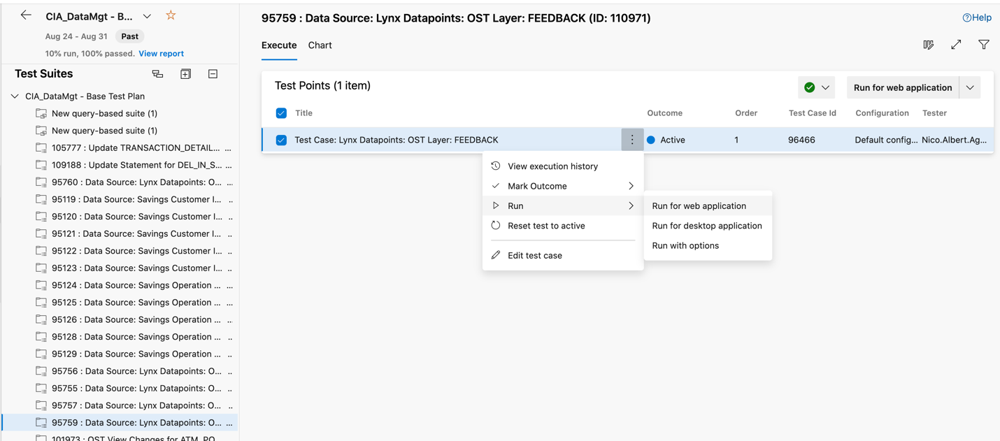 CIA_DataMgt - B...
Aug 24 - Aug 31 Past
10% run, 100% passed. View report
Test Suites
CIA_DataMgt - Base Test Plan
New query-based suite (1)
New query-based suite (1)
105777 : Update TRANSACTION_DETAIL... ...
109188 : Update Statement for DEL_IN_S... ...
95760 : Data Source: Lynx Datapoints: O... ...
95119 : Data Source: Savings Customer I... ..
95120 : Data Source: Savings Customer I... ..
95121 : Data Source: Savings Customer I... ..
95122 : Data Source: Savings Customer I... ..
95123 : Data Source: Savings Customer I... ..
95124 : Data Source: Savings Operation ... ...
95125 : Data Source: Savings Operation ... ...
95126 : Data Source: Savings Operation ... ...
95128 : Data Source: Savings Operation ... ..
95129 : Data Source: Savings Operation ... ..
95756 : Data Source: Lynx Datapoints: O... ..
95755 : Data Source: Lynx Datapoints: O... ..
95757 : Data Source: Lynx Datapoints: O... ..
95759 : Data Source: Lynx Datapoints: O... ...
101973 : OST View Changes for ATM_PO
95759 : Data Source: Lynx Datapoints: OST Layer: FEEDBACK (ID: 110971)
Help
Execute Chart
Test Points (1 item)
Run for web application
Title Outcome Order Test Case Id Configuration Tester
Test Case: Lynx Datapoints: OST Layer: FEEDBACK Active 1 96466 Default config... Nico.Albert.Ag...
View execution history
Mark Outcome
Run
Reset test to active
Edit test case
Run for web application
Run for desktop application
Run with options